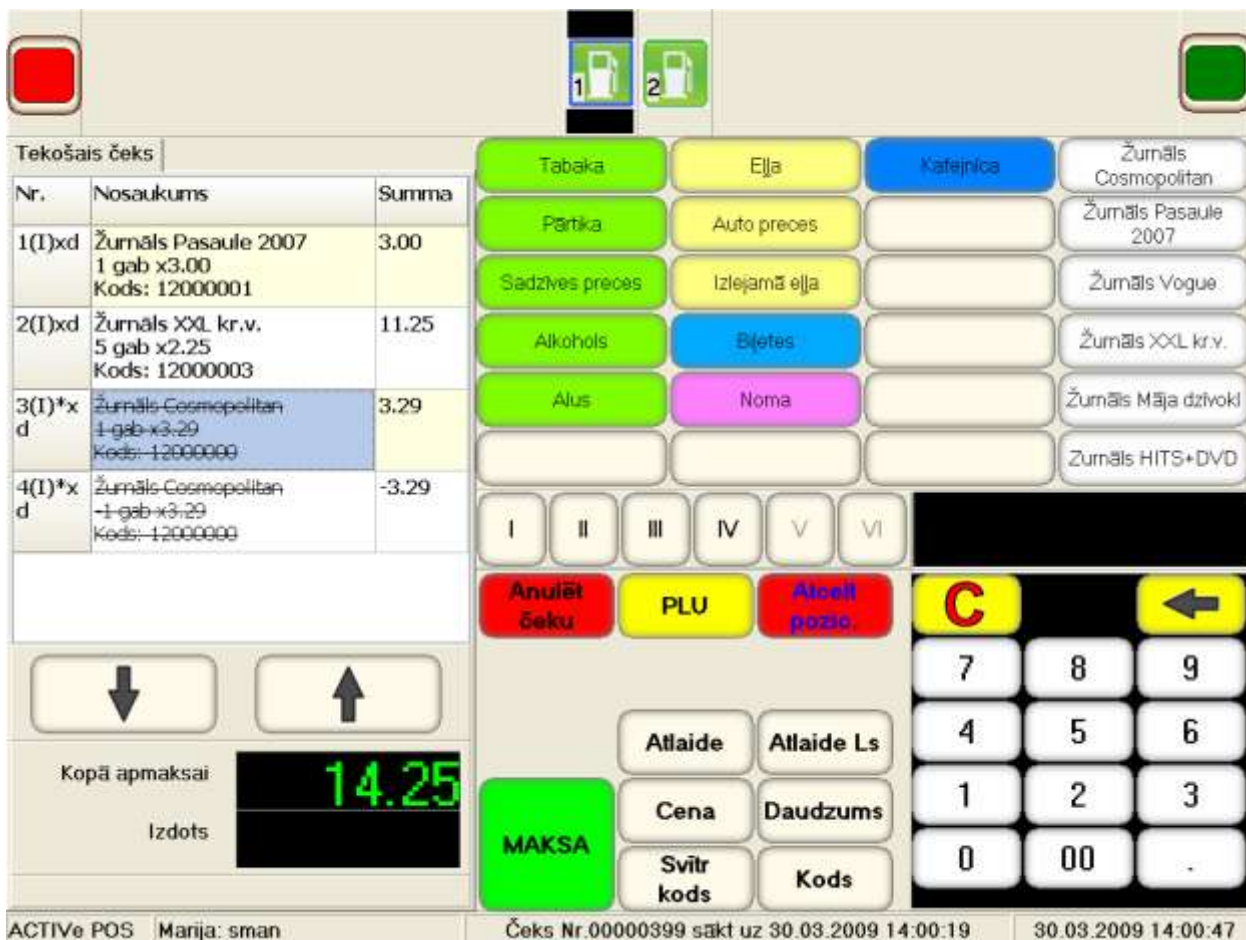 1
2
Tekošais čeks
Nr.
Nosaukums
Summa
1(I)xd
Žurnāls Pasaule 2007
1 gab x3.00
Kods: 12000001
3.00
2(I)xd
Žurnāls XXL kr.v.
5 gab x2.25
Kods: 12000003
11.25
3(I)*x
d
Žurnāls Cosmopolitan
1 gab x3.29
Kods: 12000000
3.29
4(I)*x
d
Žurnāls Cosmopolitan
-1 gab x3.29
Kods: 12000000
-3.29
Kopā apmaksai
14.25
Izdots
Tabaka
Eļļa
Kafejnīca
Žurnāls
Cosmopolitan
Pārtika
Auto preces
Žurnāls Pasaule
2007
Sadzīves preces
Izlejamā eļļa
Žurnāls Vogue
Alkohols
Biļetes
Žurnāls XXL kr.v.
Alus
Noma
Žurnāls Māja dzīvokl
Žurnāls HITS+DVD
I
II
III
IV
V
VI
Anulēt
čeku
PLU
Atcelt
pozīc.
C
7
8
9
4
5
6
1
2
3
0
00
.
Atlaide
Atlaide Ls
Cena
Daudzums
MAKSA
Svītr
kods
Kods
ACTIVe POS
Marija: sman
Čeks Nr.00000399 sākt uz 30.03.2009 14:00:19
30.03.2009 14:00:47